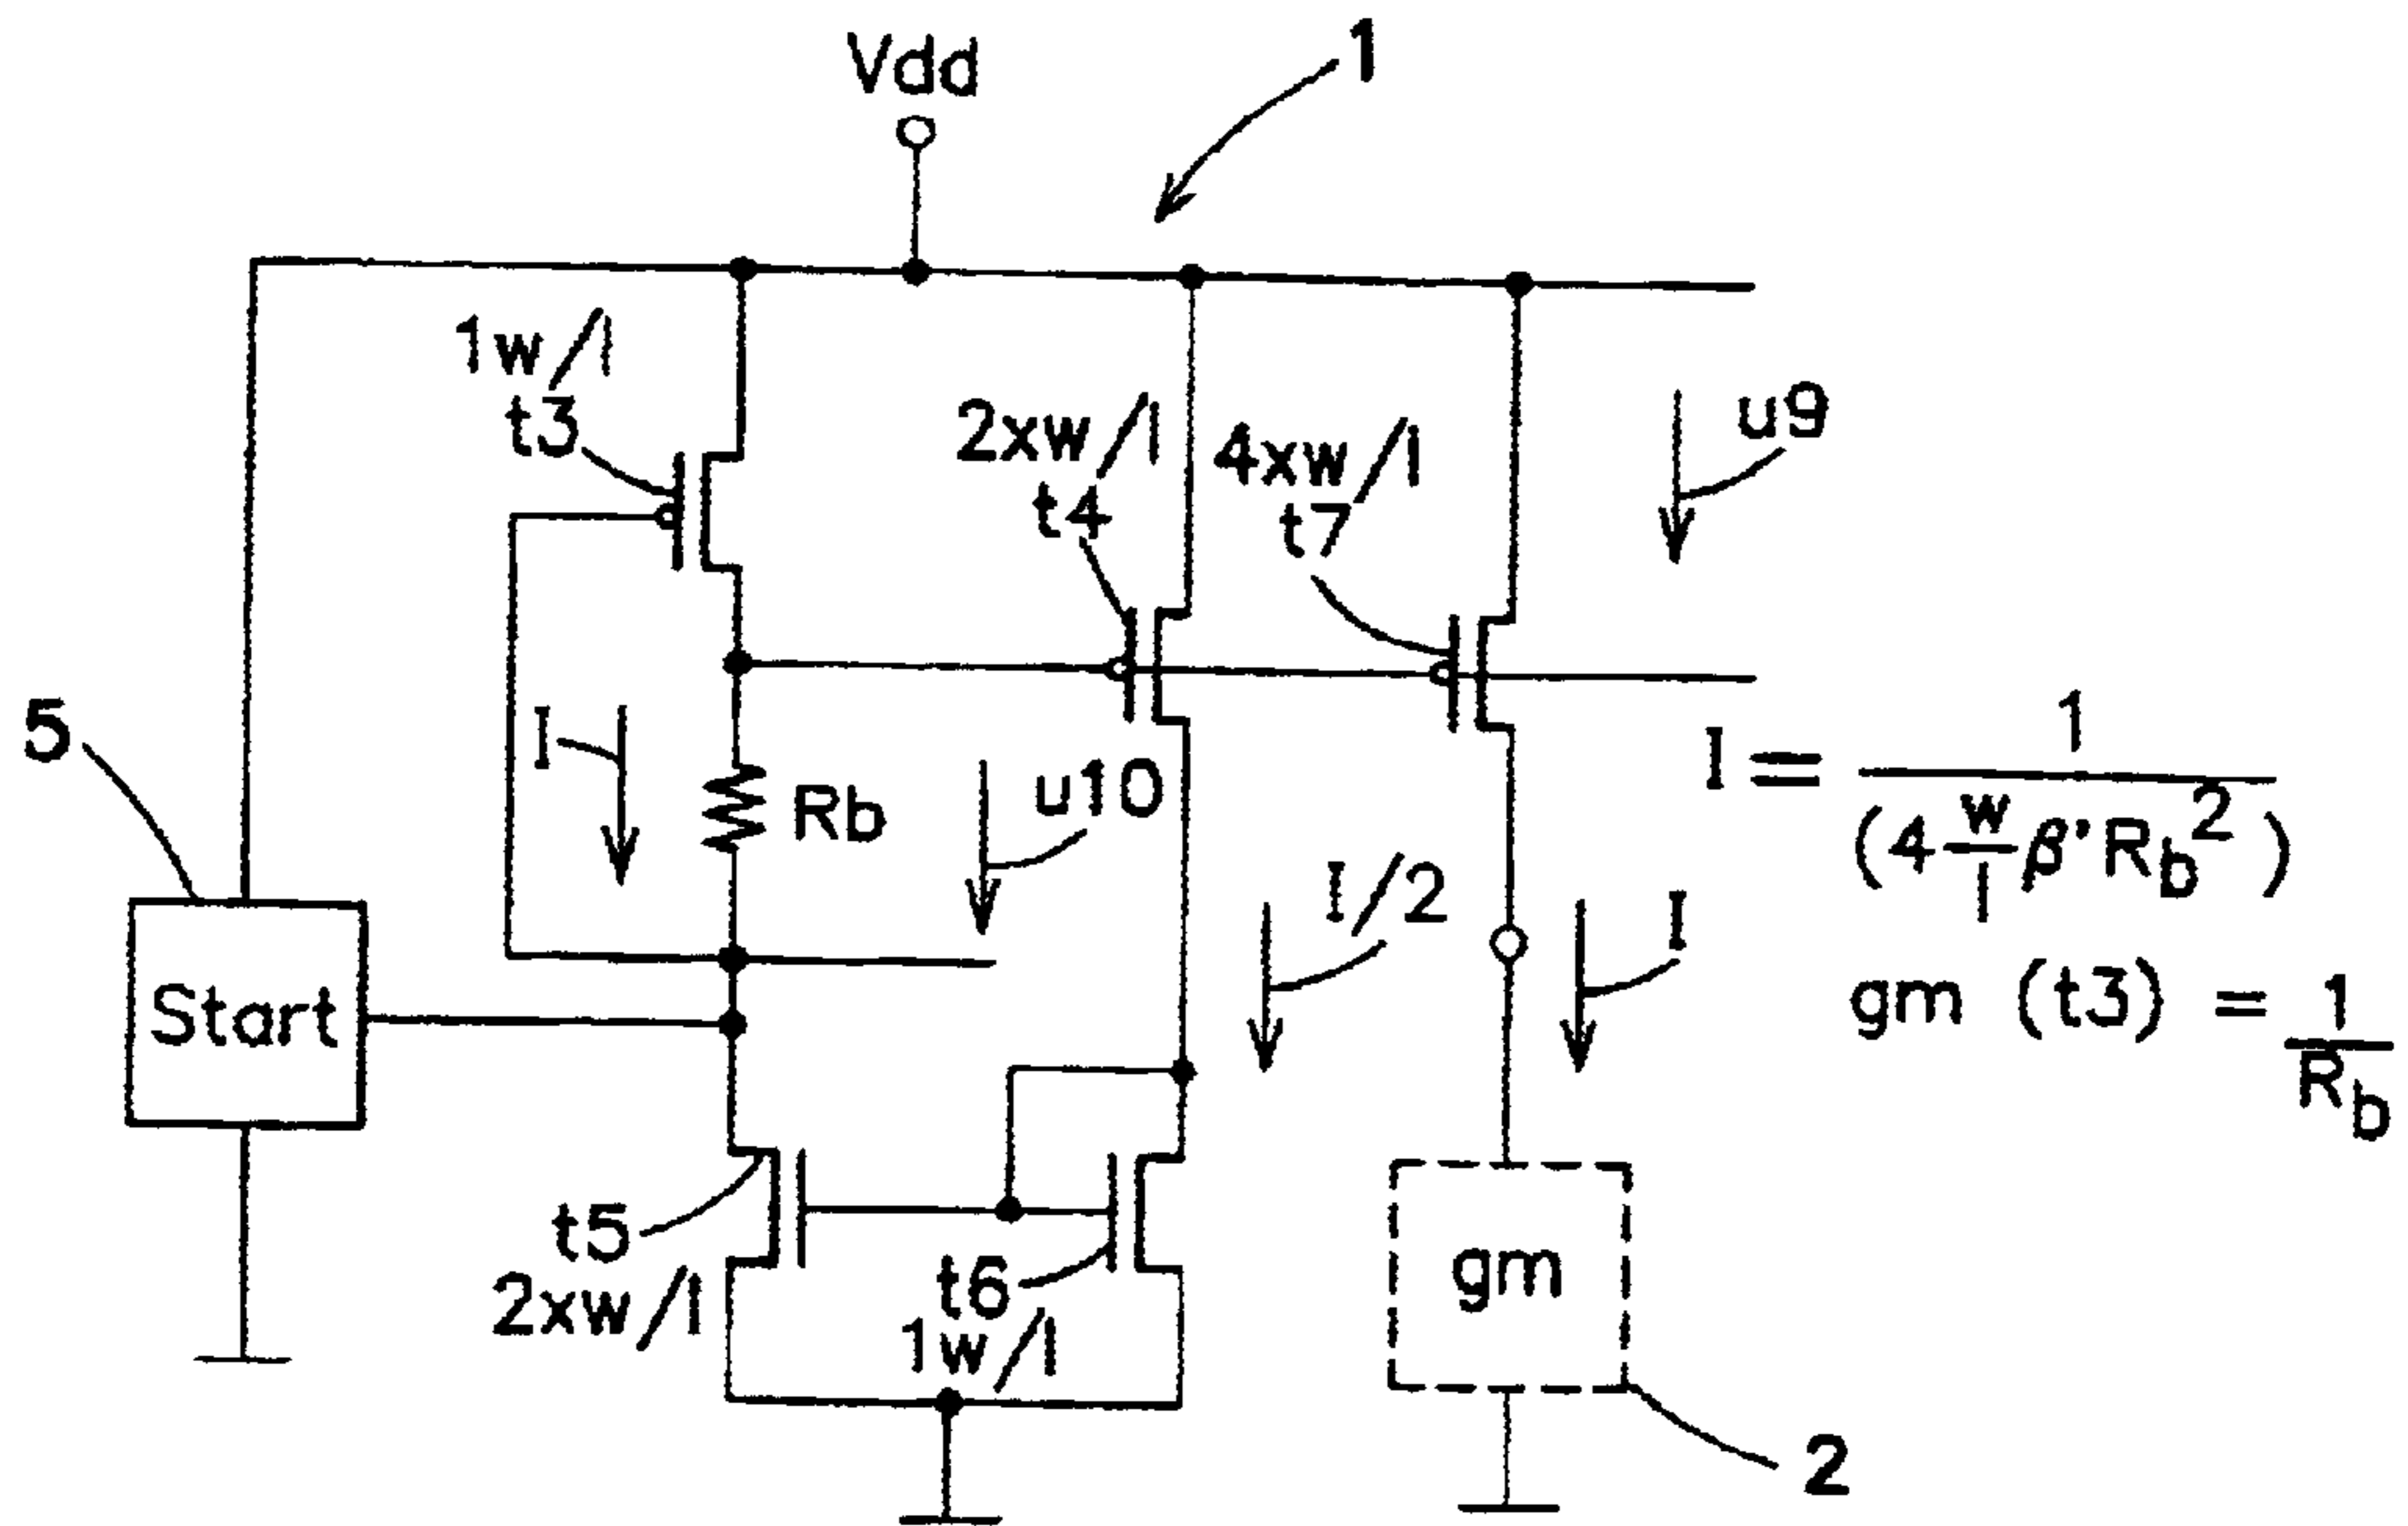 Vdd
1
1w/l
t3
2xw/l
t4
4xw/l
t7
u9
5
I
Rb
u10
I/2
I
I = 1/(4 w/l β' Rb²)
gm (t3) = 1/Rb
Start
t5
2xw/l
t6
1w/l
gm
2